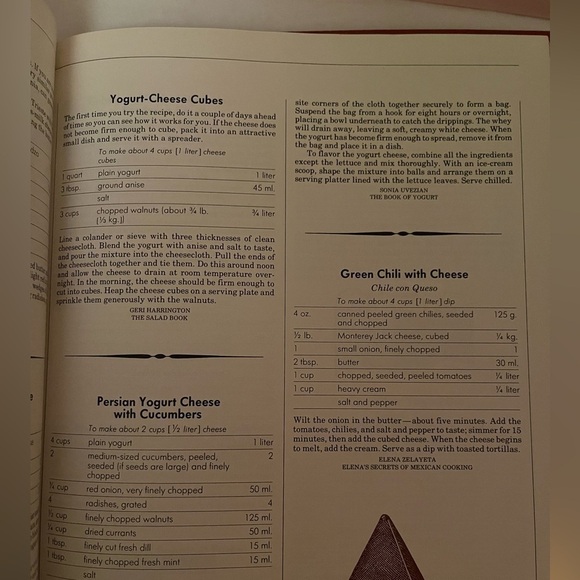 Yogurt-Cheese Cubes
The first time you try the recipe, do it a couple of days ahead
of time so you can see how it works for you. If the cheese does
not become firm enough to cube, pack it into an attractive
small dish and serve it with a spreader.
To make about 4 cups [1 liter] cheese
cubes
1 quart plain yogurt 1 liter
3 tbsp. ground anise 45 ml.
salt
3 cups chopped walnuts (about ¾ lb. ¾ liter
[⅓ kg.])
Line a colander or sieve with three thicknesses of clean
cheesecloth. Blend the yogurt with anise and salt to taste,
and pour the mixture into the cheesecloth. Pull the ends of
the cheesecloth together and tie them. Do this around noon
and allow the cheese to drain at room temperature over-
night. In the morning, the cheese should be firm enough to
cut into cubes. Heap the cheese cubes on a serving plate and
sprinkle them generously with the walnuts.
GERI HARRINGTON
THE SALAD BOOK
Persian Yogurt Cheese
with Cucumbers
To make about 2 cups [½ liter] cheese
4 cups plain yogurt 1 liter
2 medium-sized cucumbers, peeled, 2
seeded (if seeds are large) and finely
chopped
¼ cup red onion, very finely chopped 50 ml.
4 radishes, grated 4
½ cup finely chopped walnuts 125 ml.
¼ cup dried currants 50 ml.
1 tbsp. finely cut fresh dill 15 ml.
1 tbsp. finely chopped fresh mint 15 ml.
salt
site corners of the cloth together securely to form a bag.
Suspend the bag from a hook for eight hours or overnight,
placing a bowl underneath to catch the drippings. The whey
will drain away, leaving a soft, creamy white cheese. When
the yogurt has become firm enough to spread, remove it from
the bag and place it in a dish.
To flavor the yogurt cheese, combine all the ingredients
except the lettuce and mix thoroughly. With an ice-cream
scoop, shape the mixture into balls and arrange them on a
serving platter lined with the lettuce leaves. Serve chilled.
SONIA UVEZIAN
THE BOOK OF YOGURT
Green Chili with Cheese
Chile con Queso
To make about 4 cups [1 liter] dip
4 oz. canned peeled green chilies, seeded 125 g.
and chopped
½ lb. Monterey Jack cheese, cubed ¼ kg.
1 small onion, finely chopped 1
2 tbsp. butter 30 ml.
1 cup chopped, seeded, peeled tomatoes ¼ liter
1 cup heavy cream ¼ liter
salt and pepper
Wilt the onion in the butter—about five minutes. Add the
tomatoes, chilies, and salt and pepper to taste; simmer for 15
minutes, then add the cubed cheese. When the cheese begins
to melt, add the cream. Serve as a dip with toasted tortillas.
ELENA ZELAYETA
ELENA'S SECRETS OF MEXICAN COOKING